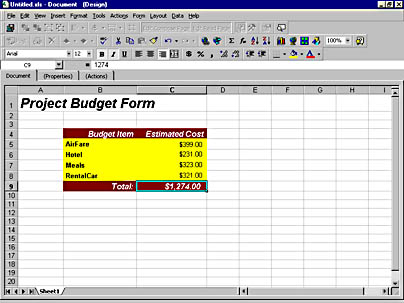 Untitled.xls - Document  (Design)
File Edit View Insert Format Tools Actions Form Layout Data View Window Help
100%
Arial 12 B I U
C9 = 1274
Document (Properties) (Actions)
A B C D E F G H I
1 Project Budget Form
2
3
4 Budget Item Estimated Cost
5 AirFare $399.00
6 Hotel $231.00
7 Meals $323.00
8 RentalCar $321.00
9 Total: $1,274.00
10
11
12
13
14
15
16
17
18
19
20
Sheet1